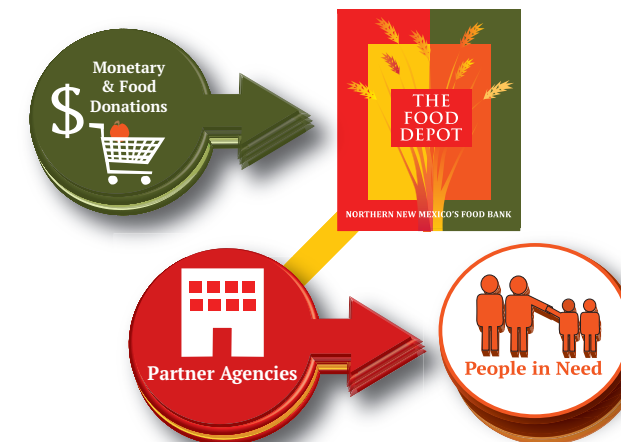 Monetary
& Food
Donations
$
THE
FOOD
DEPOT
NORTHERN NEW MEXICO'S FOOD BANK
Partner Agencies
People in Need